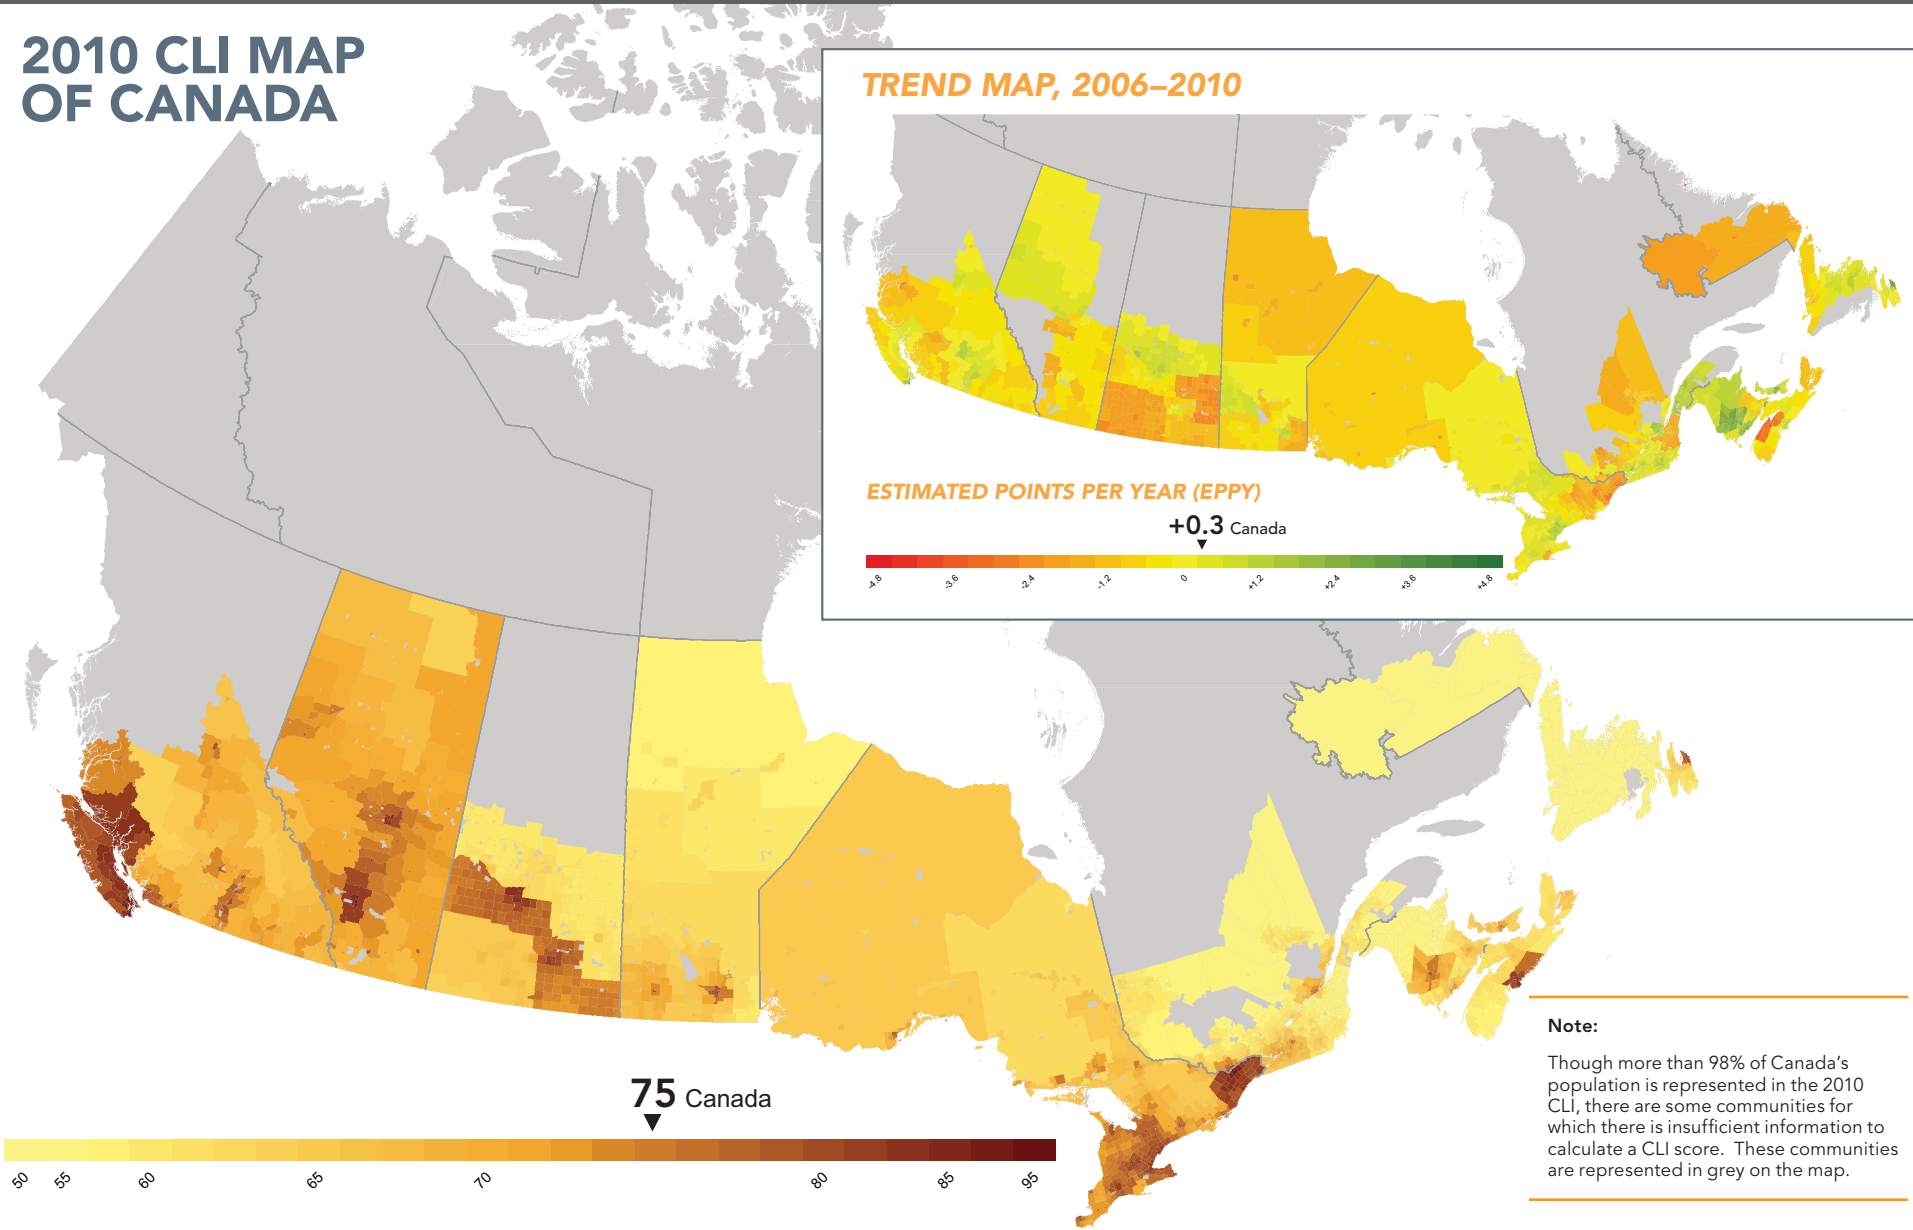 2010 CLI MAP
OF CANADA
TREND MAP, 2006–2010
ESTIMATED POINTS PER YEAR (EPPY)
+0.3 Canada
-4.8 -3.6 -2.4 -1.2 0 +1.2 +2.4 +3.6 +4.8
75 Canada
50 55 60 65 70 80 85 95
Note:
Though more than 98% of Canada's
population is represented in the 2010
CLI, there are some communities for
which there is insufficient information to
calculate a CLI score. These communities
are represented in grey on the map.